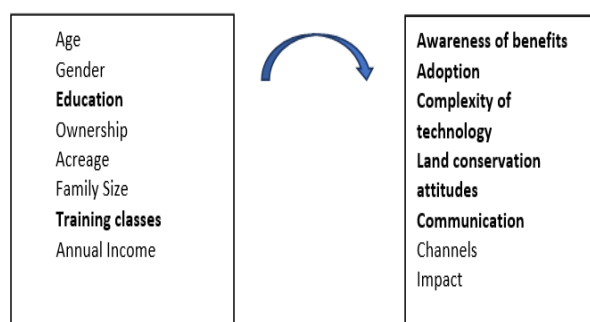 Age
Gender
Education
Ownership
Acreage
Family Size
Training classes
Annual Income
Awareness of benefits
Adoption
Complexity of
technology
Land conservation
attitudes
Communication
Channels
Impact